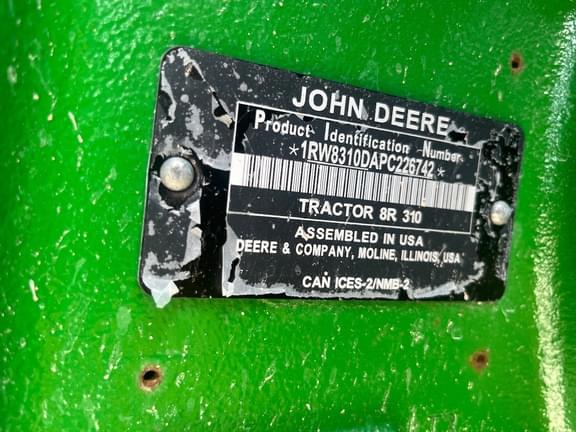 JOHN DEERE
Product Identification Number
*1RW8310DAPC226742*
TRACTOR 8R 310
ASSEMBLED IN USA
DEERE & COMPANY, MOLINE, ILLINOIS, USA
CAN ICES-2/NMB-2